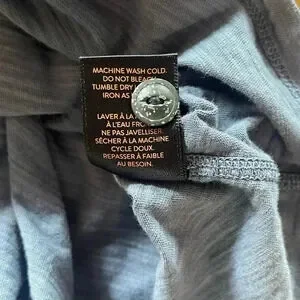 MACHINE WASH COLD.
DO NOT BLEACH
TUMBLE DRY
IRON AS
LAVER À LA
À L'EAU
NE PAS JAVELLISER.
SÉCHER À LA MACHINE
CYCLE DOUX.
REPASSER À FAIBLE
AU BESOIN.